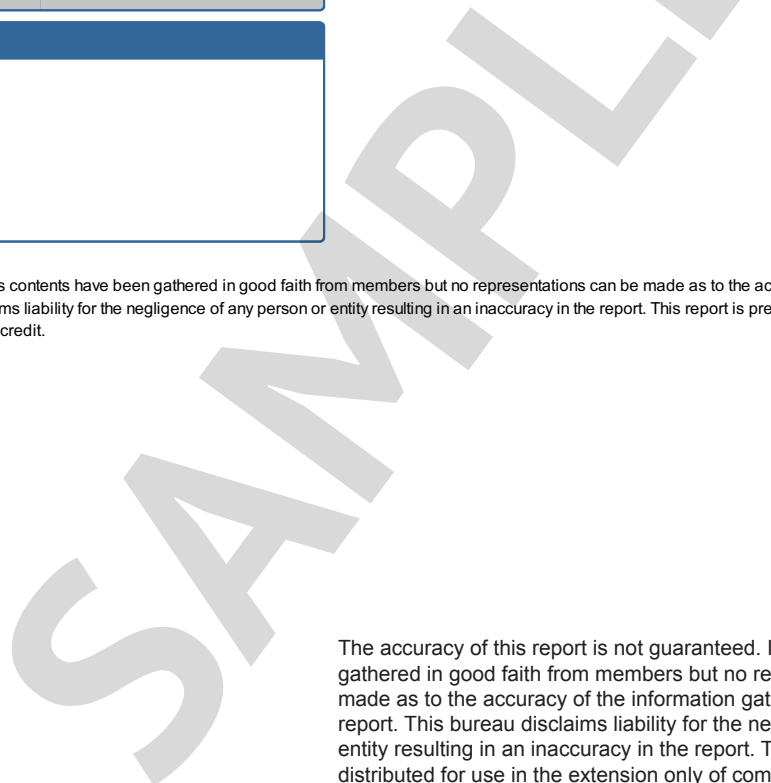 s contents have been gathered in good faith from members but no representations can be made as to the ac
ms liability for the negligence of any person or entity resulting in an inaccuracy in the report. This report is pre
credit.
SAMPL
The accuracy of this report is not guaranteed. I
gathered in good faith from members but no re
made as to the accuracy of the information gat
report. This bureau disclaims liability for the ne
entity resulting in an inaccuracy in the report. T
distributed for use in the extension only of com